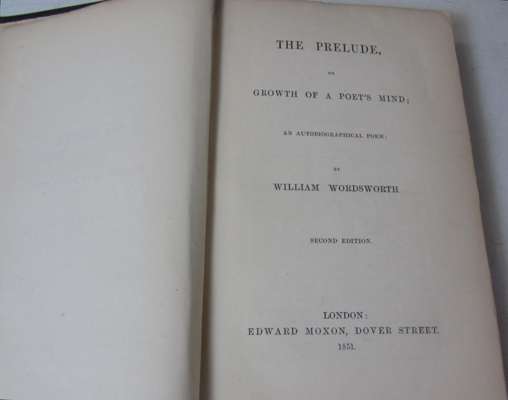 THE PRELUDE,
OR
GROWTH OF A POET'S MIND;
AN AUTOBIOGRAPHICAL POEM;
BY
WILLIAM WORDSWORTH
SECOND EDITION.
LONDON:
EDWARD MOXON, DOVER STREET.
1851.